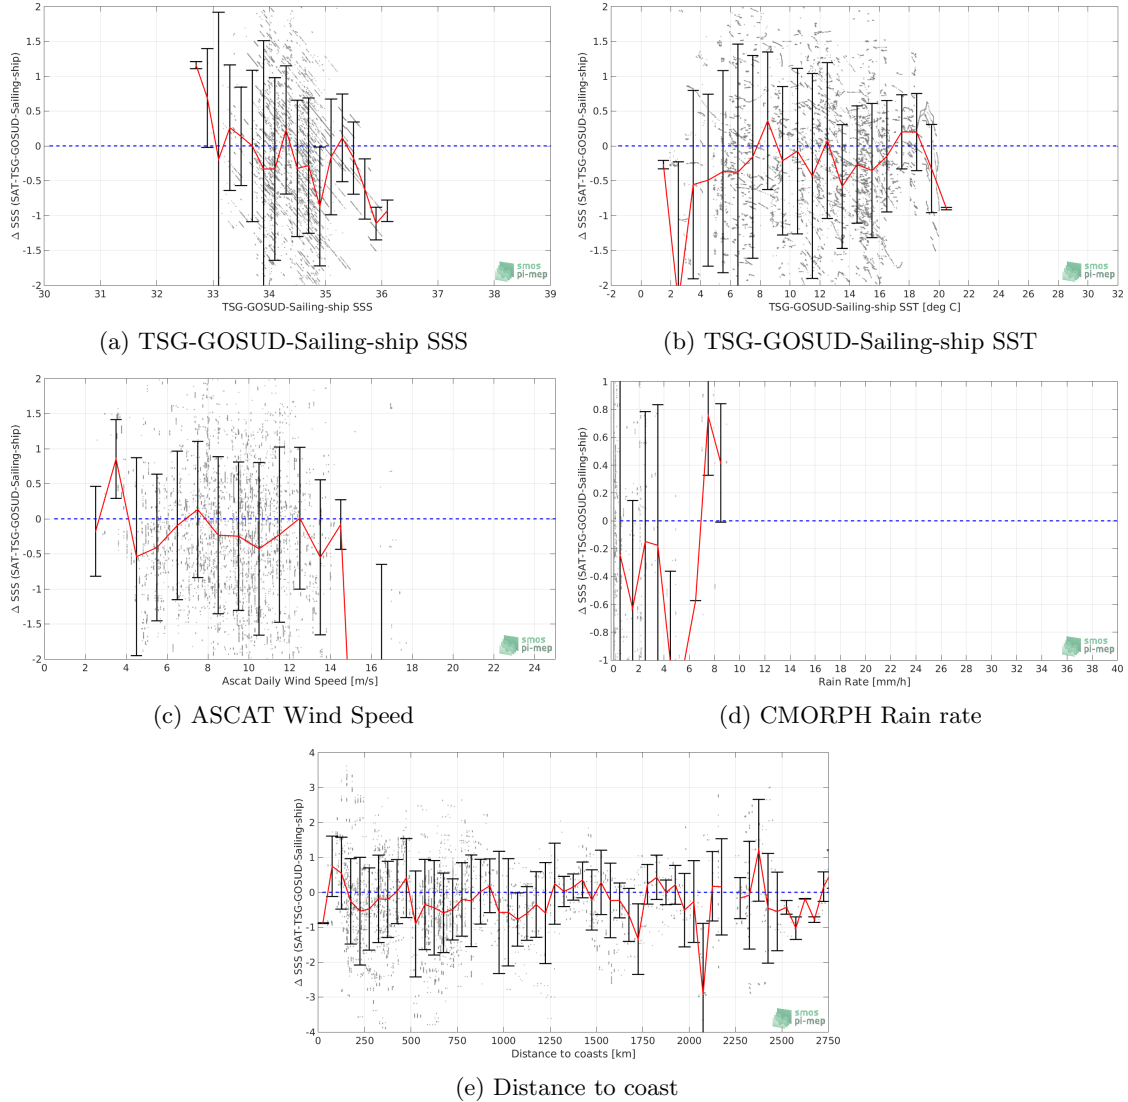 Δ SSS (SAT-TSG-GOSUD-Sailing-ship)
2
1.5
1
0.5
0
-0.5
-1
-1.5
-2
30 31 32 33 34 35 36 37 38 39
TSG-GOSUD-Sailing-ship SSS
smos
pi-mep
(a) TSG-GOSUD-Sailing-ship SSS
Δ SSS (SAT-TSG-GOSUD-Sailing-ship)
2
1.5
1
0.5
0
-0.5
-1
-1.5
-2
-2 0 2 4 6 8 10 12 14 16 18 20 22 24 26 28 30 32
TSG-GOSUD-Sailing-ship SST [deg C]
smos
pi-mep
(b) TSG-GOSUD-Sailing-ship SST
Δ SSS (SAT-TSG-GOSUD-Sailing-ship)
2
1.5
1
0.5
0
-0.5
-1
-1.5
-2
0 2 4 6 8 10 12 14 16 18 20 22 24
Ascat Daily Wind Speed [m/s]
smos
pi-mep
(c) ASCAT Wind Speed
Δ SSS (SAT-TSG-GOSUD-Sailing-ship)
1
0.8
0.6
0.4
0.2
0
-0.2
-0.4
-0.6
-0.8
-1
0 2 4 6 8 10 12 14 16 18 20 22 24 26 28 30 32 34 36 38 40
Rain Rate [mm/h]
smos
pi-mep
(d) CMORPH Rain rate
Δ SSS (SAT-TSG-GOSUD-Sailing-ship)
4
3
2
1
0
-1
-2
-3
-4
0 250 500 750 1000 1250 1500 1750 2000 2250 2500 2750
Distance to coasts [km]
smos
pi-mep
(e) Distance to coast